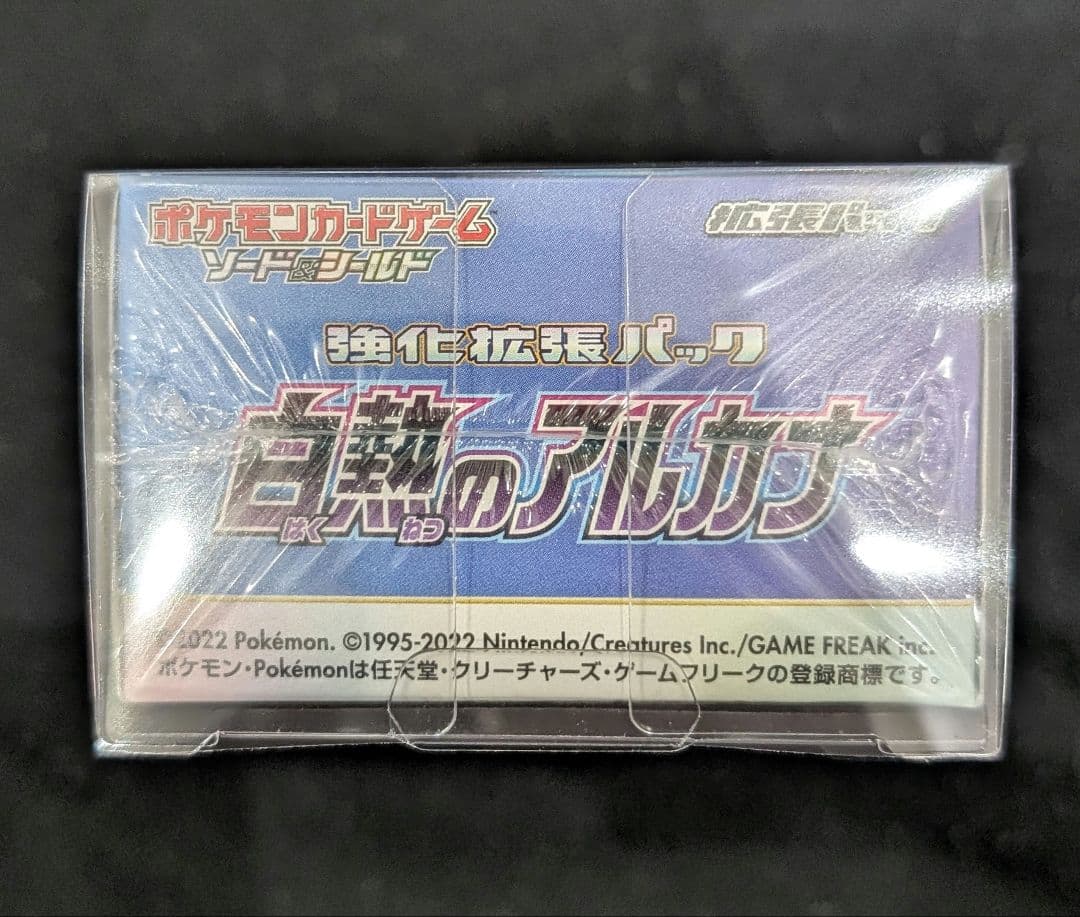 ポケモンカードゲーム™ 拡張パック
ソード&シールド
強化拡張パック
白熱のアルカナ
はく ねつ
©2022 Pokémon. ©1995-2022 Nintendo/Creatures Inc./GAME FREAK inc.
ポケモン・Pokémonは任天堂・クリーチャーズ・ゲームフリークの登録商標です。